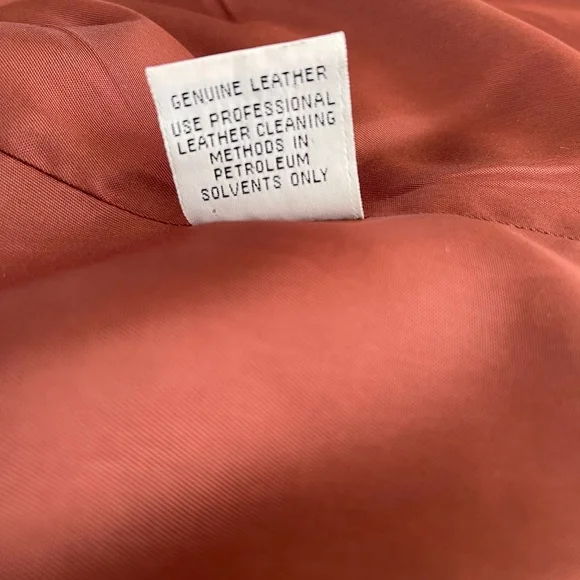 GENUINE LEATHER
USE PROFESSIONAL
LEATHER CLEANING
METHODS IN
PETROLEUM
SOLVENTS ONLY